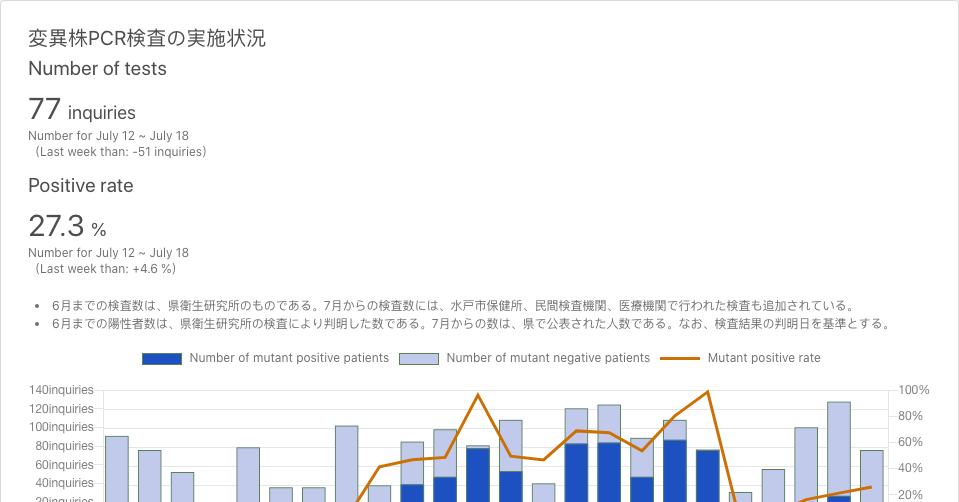 変異株PCR検査の実施状況
Number of tests
77 inquiries
Number for July 12 ~ July 18
（Last week than: -51 inquiries）
Positive rate
27.3 %
Number for July 12 ~ July 18
（Last week than: +4.6 %）
• 6月までの検査数は、県衛生研究所のものである。7月からの検査数には、水戸市保健所、民間検査機関、医療機関で行われた検査も追加されている。
• 6月までの陽性者数は、県衛生研究所の検査により判明した数である。7月からの数は、県で公表された人数である。なお、検査結果の判明日を基準とする。
Number of mutant positive patients Number of mutant negative patients Mutant positive rate
140inquiries 100%
120inquiries 80%
100inquiries
80inquiries 60%
60inquiries 40%
40inquiries
20inquiries 20%